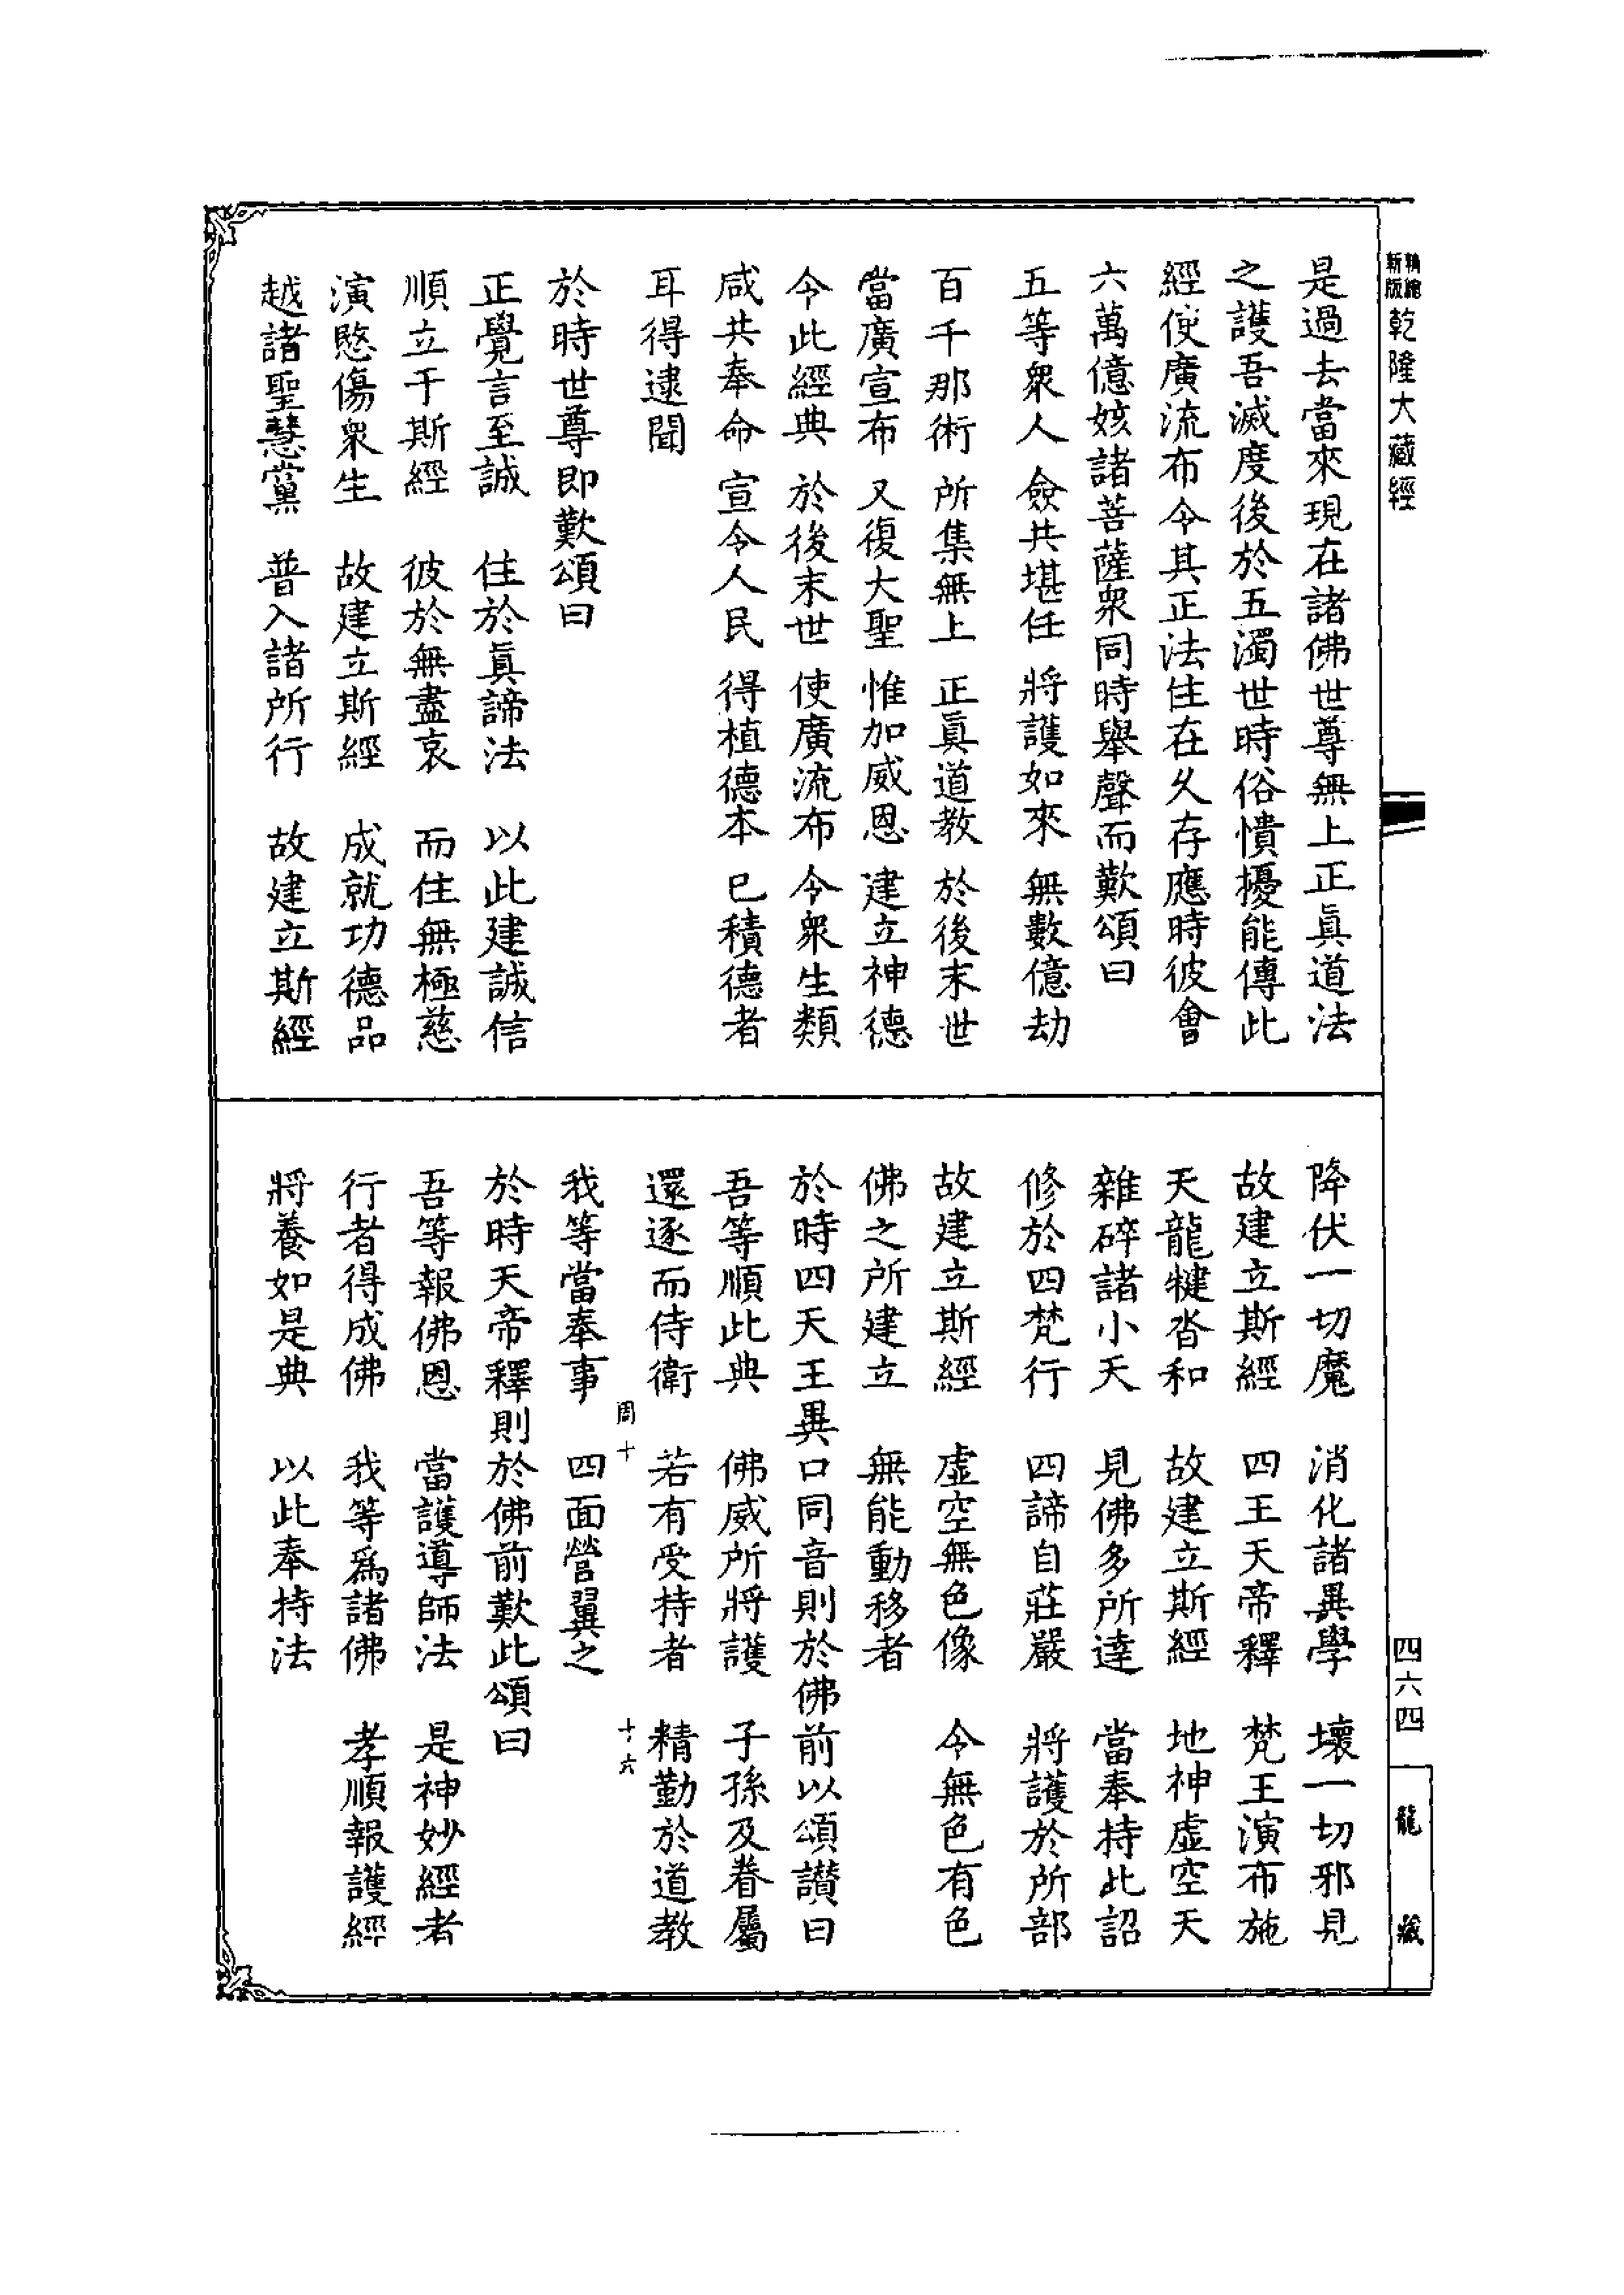 新版
乾隆大藏經
是過去當來現在諸佛世尊無上正眞道法
之護吾滅度後於五濁世時俗憒擾能傳此
經使廣流布令其正法住在久存應時彼會
六萬億姟諸菩薩衆同時舉聲而歎頌曰
五等衆人 僉共堪任 將護如來 無數億劫
百千那術 所集無上 正眞道教 於後末世
當廣宣布 又復大聖 惟加威恩 建立神德
今此經典 於後末世 使廣流布 令衆生類
咸共奉命 宣令人民 得植德本 已積德者
耳得逮聞
於時世尊即歎頌曰
正覺言至誠 住於眞諦法 以此建誠信
順立于斯經 彼於無盡哀 而住無極慈
演愍傷衆生 故建立斯經 成就功德品
越諸聖慧黨 普入諸所行 故建立斯經
降伏一切魔 消化諸異學 壞一切邪見
故建立斯經 四王天帝釋 梵王演布施
天龍犍沓和 故建立斯經 地神虛空天
雜碎諸小天 見佛多所達 當奉持此詔
修於四梵行 四諦自莊嚴 將護於所部
故建立斯經 虛空無色像 今無色有色
佛之所建立 無能動移者
於時四天王異口同音則於佛前以頌讚曰
吾等順此典 佛威所將護 子孫及眷屬
還逐而侍衛 若有受持者 精勤於道教
周十 十六
我等當奉事 四面營翼之
於時天帝釋則於佛前歎此頌曰
吾等報佛恩 當護導師法 是神妙經者
行者得成佛 我等爲諸佛 孝順報護經
將養如是典 以此奉持法
四六四
龍藏